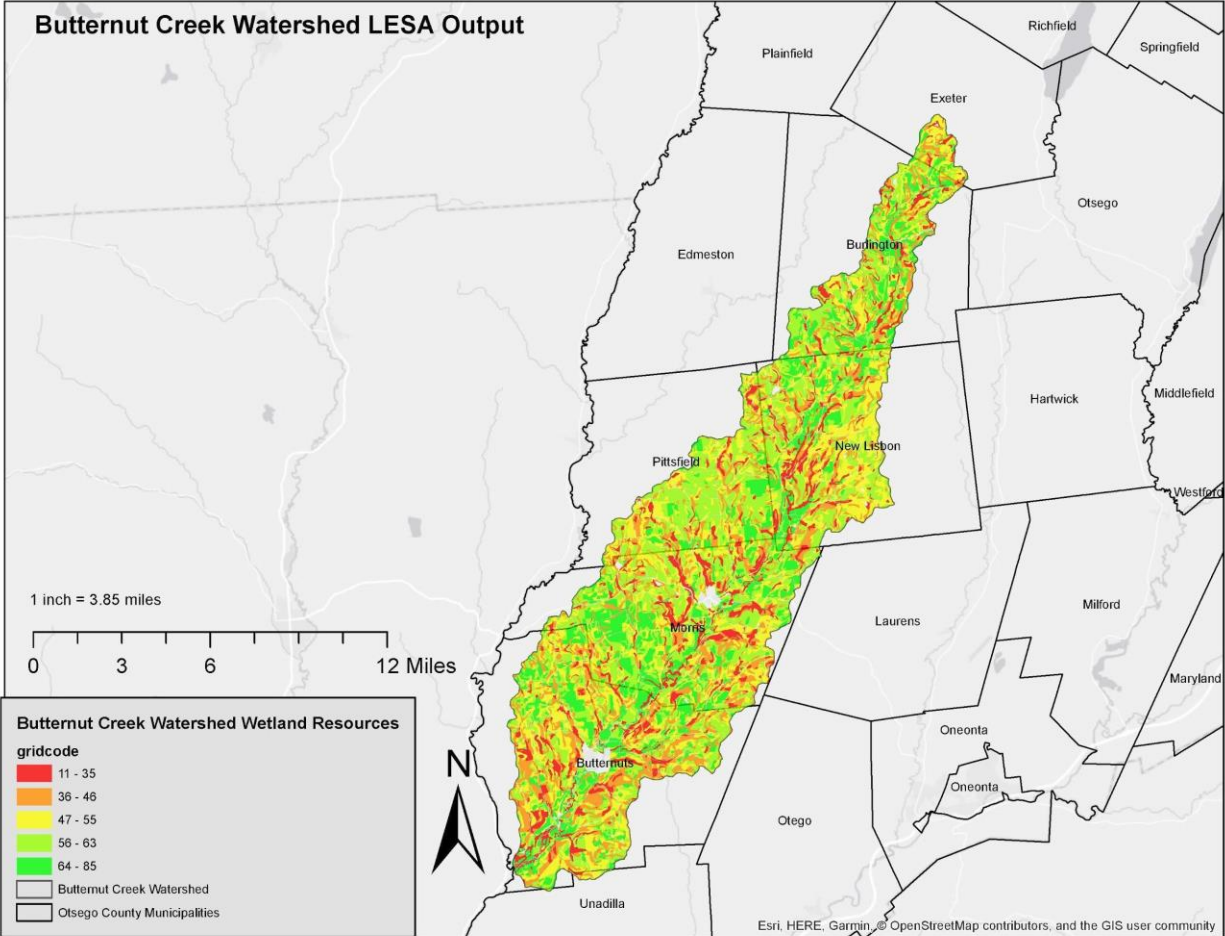 Butternut Creek Watershed LESA Output
Richfield
Springfield
Plainfield
Exeter
Otsego
Burlington
Edmeston
Middlefield
Hartwick
New Lisbon
Pittsfield
Westford
1 inch = 3.85 miles
Milford
Laurens
Morris
0 3 6 12 Miles
Maryland
Butternut Creek Watershed Wetland Resources
gridcode
11 - 35
36 - 46
47 - 55
56 - 63
64 - 85
Butternut Creek Watershed
Otsego County Municipalities
N
Oneonta
Butternuts
Oneonta
Otego
Unadilla
Esri, HERE, Garmin, © OpenStreetMap contributors, and the GIS user community